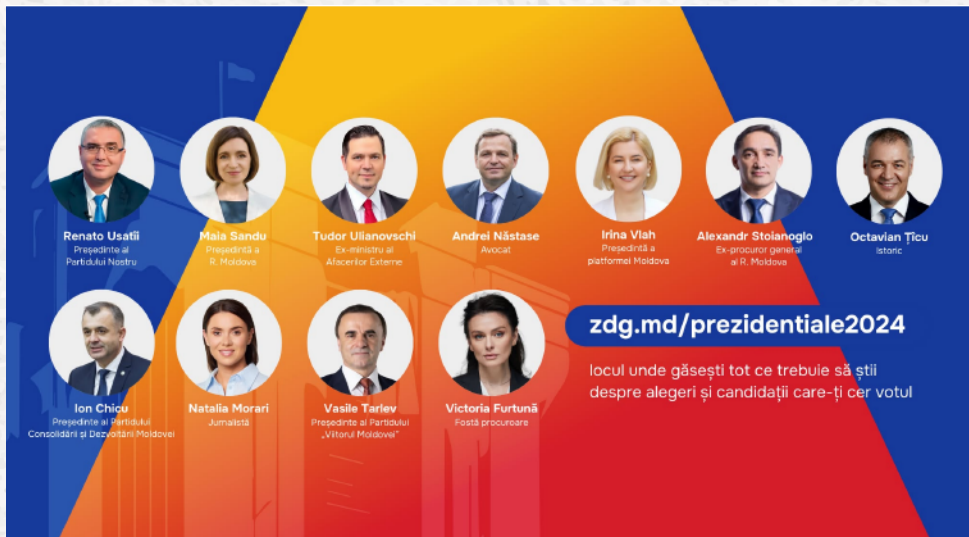 Renato Usatîi
Președinte al
Partidului Nostru
Maia Sandu
Președintă a
R. Moldova
Tudor Ulianovschi
Ex-ministru al
Afacerilor Externe
Andrei Năstase
Avocat
Irina Vlah
Președintă a
platformei Moldova
Alexandr Stoianoglo
Ex-procuror general
al R. Moldova
Octavian Țîcu
Istoric
Ion Chicu
Președinte al Partidului
Consolidării și Dezvoltării Moldovei
Natalia Morari
Jurnalistă
Vasile Tarlev
Președinte al Partidului
„Viitorul Moldovei”
Victoria Furtună
Fostă procuroare
zdg.md/prezidentiale2024
locul unde găsești tot ce trebuie să știi
despre alegeri și candidații care-ți cer votul